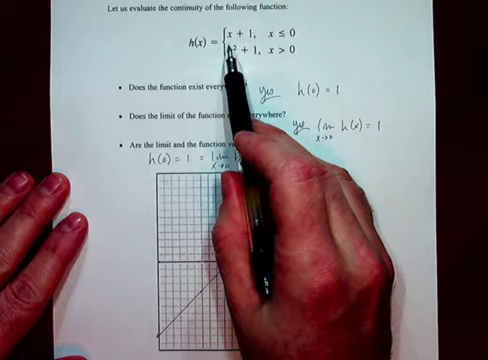 Let us evaluate the continuity of the following function:
h(x) = { x + 1, x ≤ 0
² + 1, x > 0
• Does the function exist yes h(0) = 1
• Does the limit of the function everywhere? yes lim h(x) = 1
x→0
• Are the limit and the function
h(0) = 1 = lim
x→0